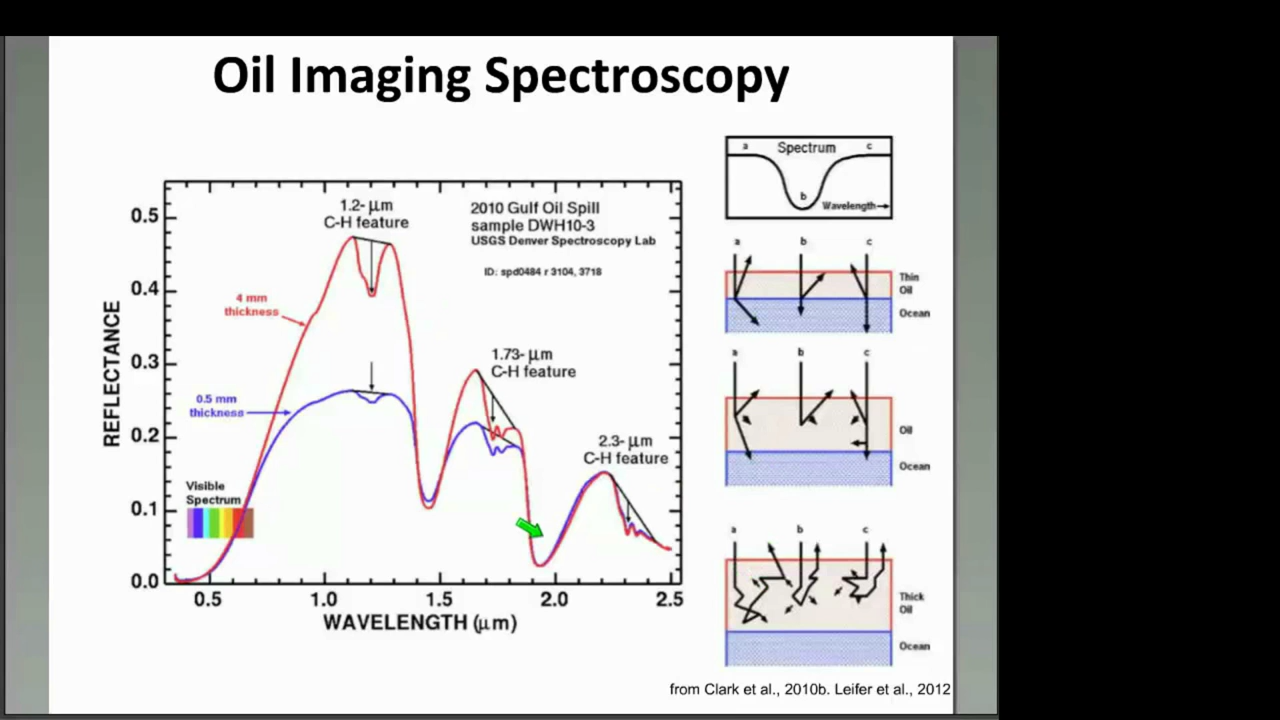 Oil Imaging Spectroscopy
1.2- μm
C-H feature
2010 Gulf Oil Spill
sample DWH10-3
USGS Denver Spectroscopy Lab
ID: spd0484 r 3104, 3718
4 mm
thickness
0.5 mm
thickness
1.73- μm
C-H feature
2.3- μm
C-H feature
Visible
Spectrum
REFLECTANCE
0.5
0.4
0.3
0.2
0.1
0.0
0.5 1.0 1.5 2.0 2.5
WAVELENGTH (μm)
a Spectrum c
b
Wavelength
a b c
Thin
Oil
Ocean
a b c
Oil
Ocean
a b c
Thick
Oil
Ocean
from Clark et al., 2010b. Leifer et al., 2012